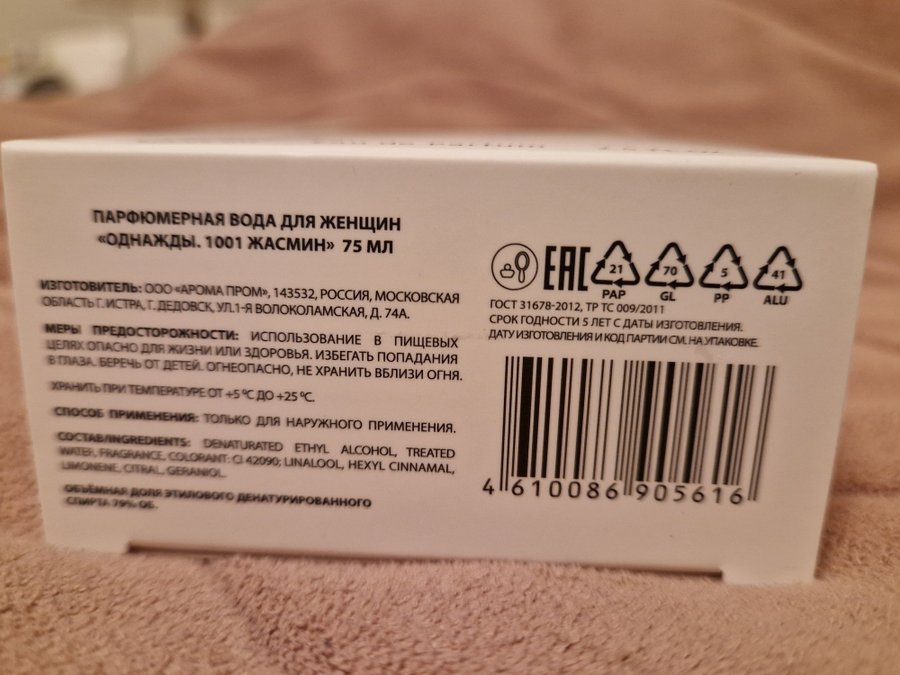 ПАРФЮМЕРНАЯ ВОДА ДЛЯ ЖЕНЩИН
«ОДНАЖДЫ. 1001 ЖАСМИН» 75 МЛ
ИЗГОТОВИТЕЛЬ: ООО «АРОМА ПРОМ», 143532, РОССИЯ, МОСКОВСКАЯ
ОБЛАСТЬ Г. ИСТРА, Г. ДЕДОВСК, УЛ.1-Я ВОЛОКОЛАМСКАЯ, Д. 74А.
МЕРЫ ПРЕДОСТОРОЖНОСТИ: ИСПОЛЬЗОВАНИЕ В ПИЩЕВЫХ
ЦЕЛЯХ ОПАСНО ДЛЯ ЖИЗНИ ИЛИ ЗДОРОВЬЯ. ИЗБЕГАТЬ ПОПАДАНИЯ
В ГЛАЗА. БЕРЕЧЬ ОТ ДЕТЕЙ. ОГНЕОПАСНО, НЕ ХРАНИТЬ ВБЛИЗИ ОГНЯ.
ХРАНИТЬ ПРИ ТЕМПЕРАТУРЕ ОТ +5 ºС ДО +25 ºС.
СПОСОБ ПРИМЕНЕНИЯ: ТОЛЬКО ДЛЯ НАРУЖНОГО ПРИМЕНЕНИЯ.
СОСТАВ/INGREDIENTS: DENATURATED ETHYL ALCOHOL, TREATED
WATER, FRAGRANCE, COLORANT: CI 42090; LINALOOL, HEXYL CINNAMAL,
LIMONENE, CITRAL, GERANIOL.
ОБЪЁМНАЯ ДОЛЯ ЭТИЛОВОГО ДЕНАТУРИРОВАННОГО
СПИРТА 79% ОБ.
EAC 21 70 5 41
PAP GL PP ALU
ГОСТ 31678-2012, ТР ТС 009/2011
СРОК ГОДНОСТИ 5 ЛЕТ С ДАТЫ ИЗГОТОВЛЕНИЯ.
ДАТУ ИЗГОТОВЛЕНИЯ И КОД ПАРТИИ СМ. НА УПАКОВКЕ.
4 610086 905616